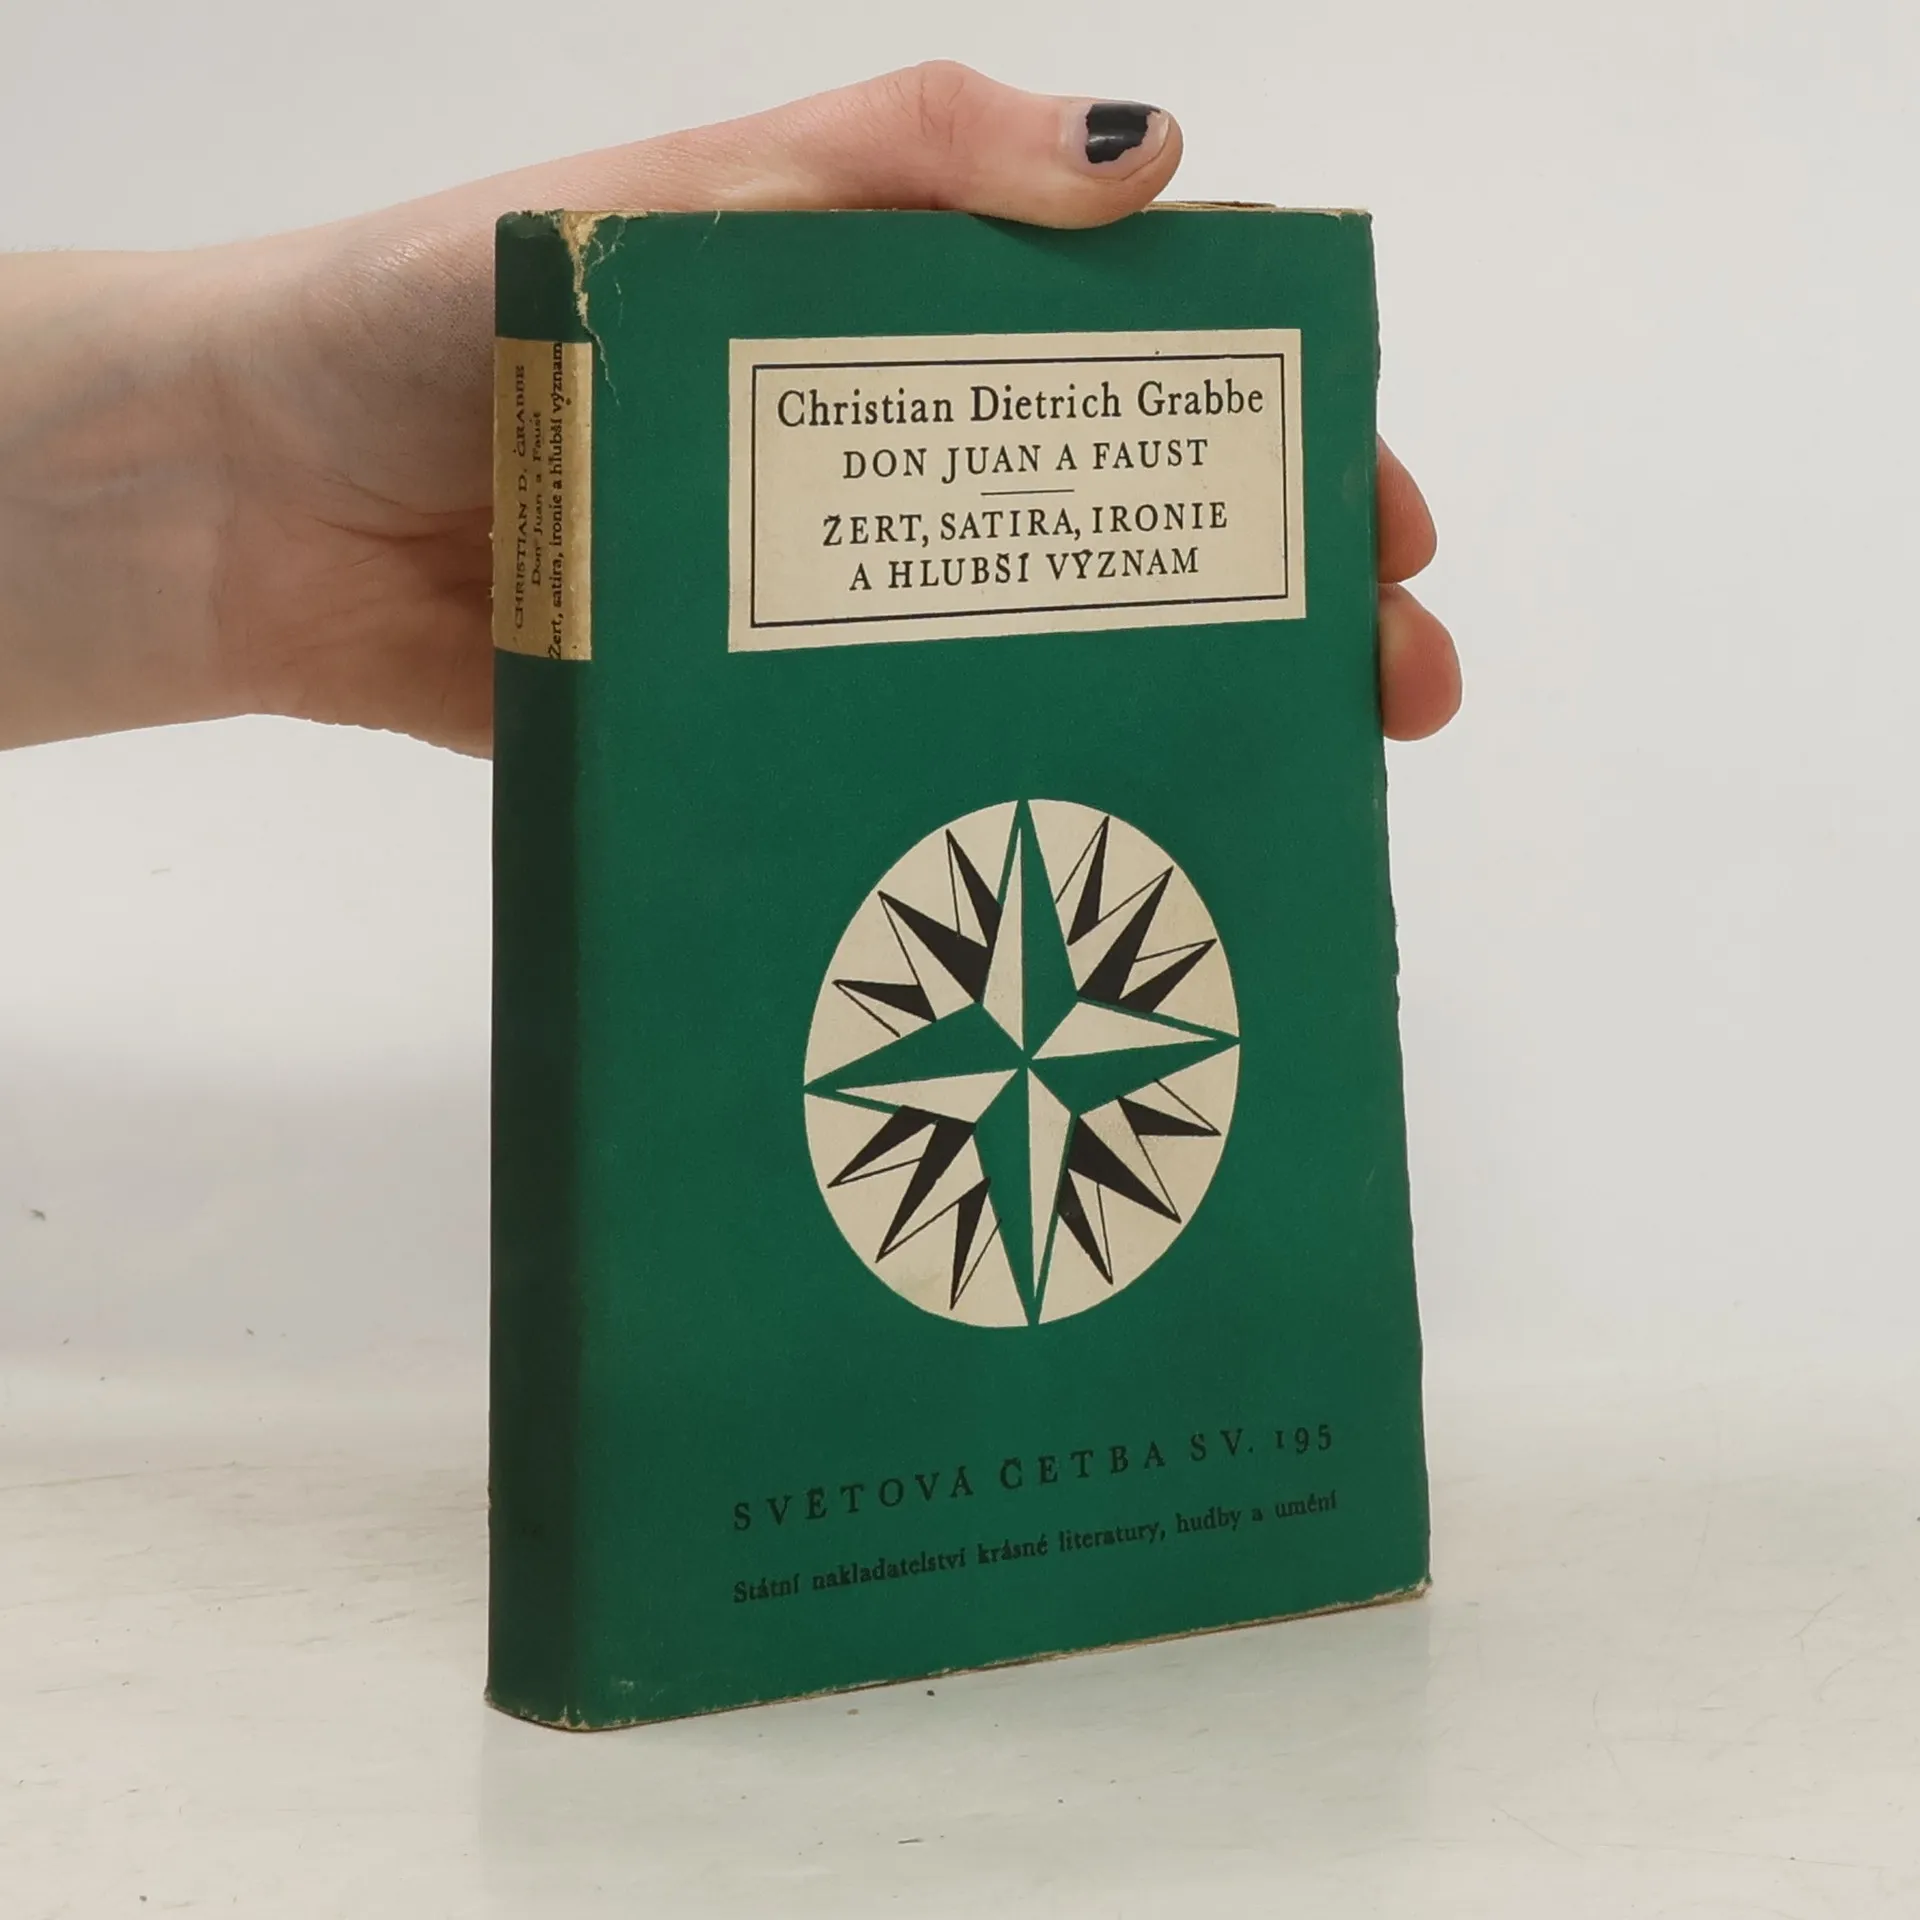 CHRISTIAN D. GRABBE
Don Juan a Faust
Žert, satira, ironie a hlubší význam
Christian Dietrich Grabbe
DON JUAN A FAUST
ŽERT, SATIRA, IRONIE
A HLUBŠÍ VÝZNAM
SVĚTOVÁ ČETBA SV. 195
Státní nakladatelství krásné literatury, hudby a umění